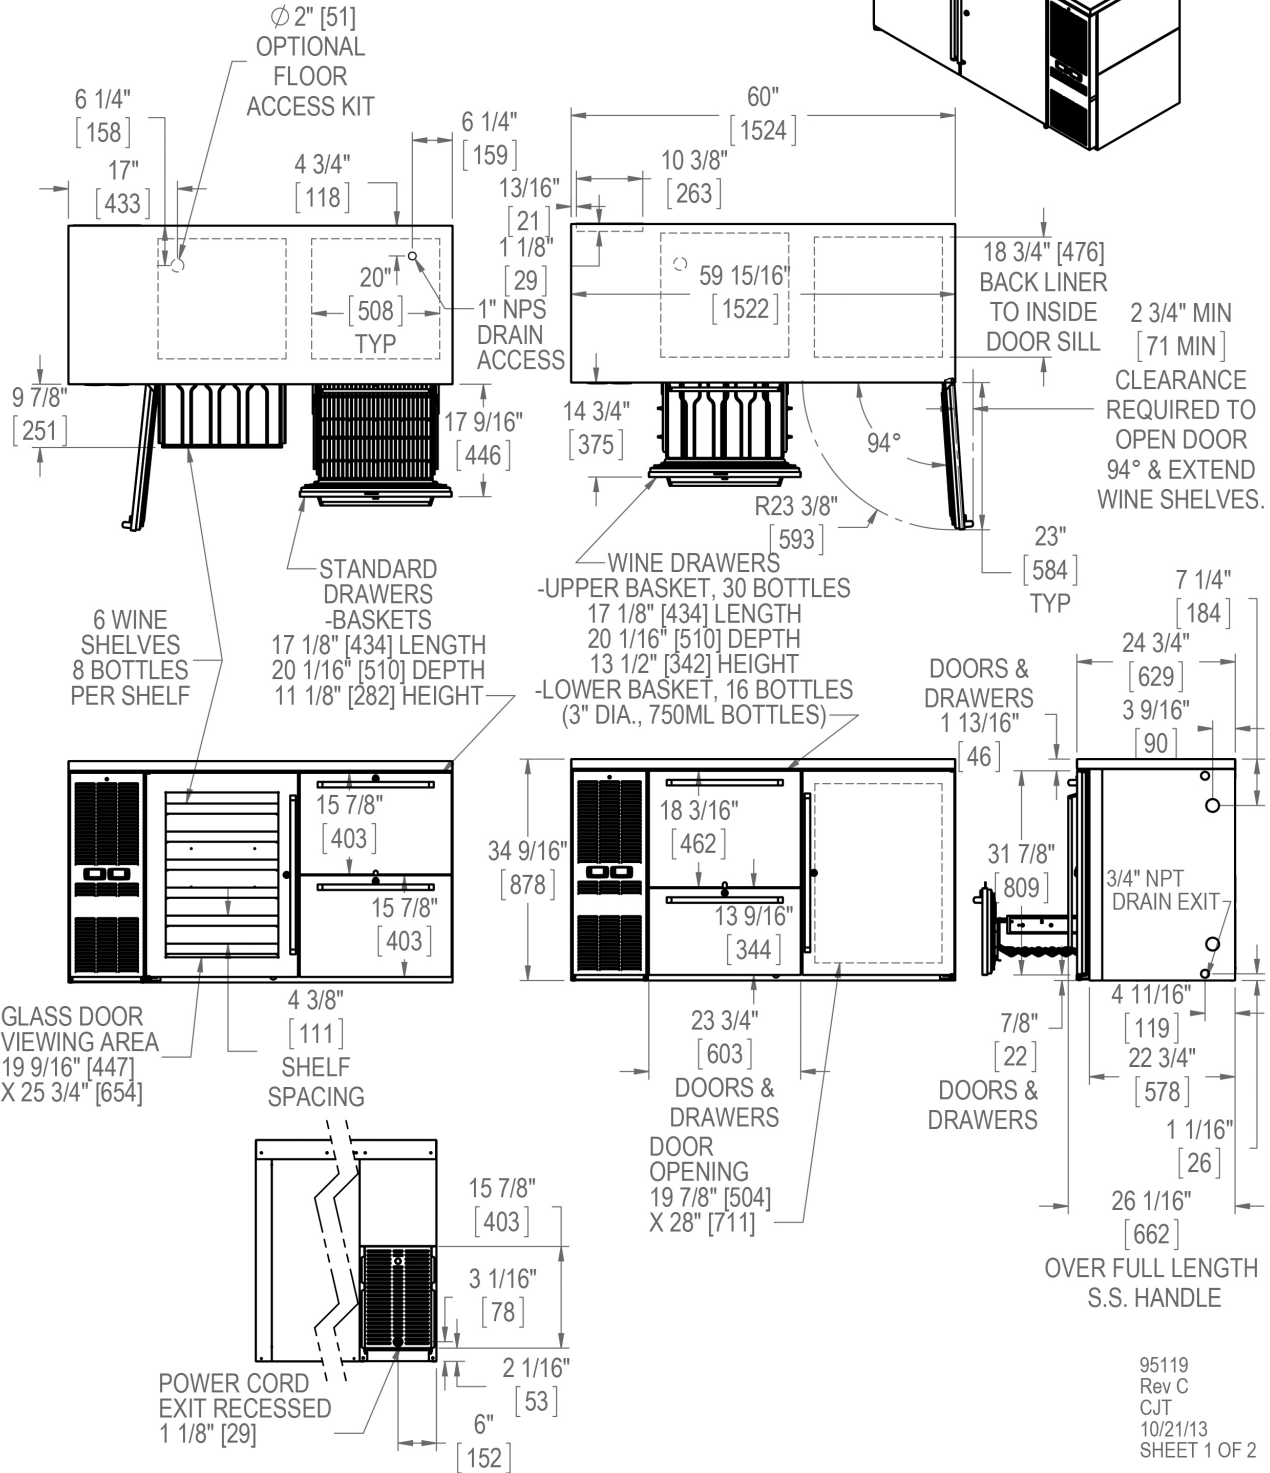 ∅ 2" [51]
OPTIONAL
FLOOR
ACCESS KIT
6 1/4"
[158]
17"
[433]
4 3/4"
[118]
6 1/4"
[159]
20"
[508]
TYP
1" NPS
DRAIN
ACCESS
9 7/8"
[251]
17 9/16"
[446]
60"
[1524]
10 3/8"
[263]
13/16"
[21]
1 1/8"
[29]
59 15/16"
[1522]
18 3/4" [476]
BACK LINER
TO INSIDE
DOOR SILL
2 3/4" MIN
[71 MIN]
CLEARANCE
REQUIRED TO
OPEN DOOR
94° & EXTEND
WINE SHELVES.
14 3/4"
[375]
94°
R23 3/8"
[593]
23"
[584]
TYP
6 WINE
SHELVES
8 BOTTLES
PER SHELF
STANDARD
DRAWERS
-BASKETS
17 1/8" [434] LENGTH
20 1/16" [510] DEPTH
11 1/8" [282] HEIGHT
WINE DRAWERS
-UPPER BASKET, 30 BOTTLES
17 1/8" [434] LENGTH
20 1/16" [510] DEPTH
13 1/2" [342] HEIGHT
-LOWER BASKET, 16 BOTTLES
(3" DIA., 750ML BOTTLES)
15 7/8"
[403]
15 7/8"
[403]
GLASS DOOR
VIEWING AREA
19 9/16" [447]
X 25 3/4" [654]
4 3/8"
[111]
SHELF
SPACING
34 9/16"
[878]
18 3/16"
[462]
13 9/16"
[344]
23 3/4"
[603]
DOORS &
DRAWERS
DOOR
OPENING
19 7/8" [504]
X 28" [711]
7 1/4"
[184]
24 3/4"
[629]
3 9/16"
[90]
DOORS &
DRAWERS
1 13/16"
[46]
31 7/8"
[809]
3/4" NPT
DRAIN EXIT
7/8"
[22]
DOORS &
DRAWERS
4 11/16"
[119]
22 3/4"
[578]
1 1/16"
[26]
26 1/16"
[662]
OVER FULL LENGTH
S.S. HANDLE
15 7/8"
[403]
3 1/16"
[78]
2 1/16"
[53]
6"
[152]
POWER CORD
EXIT RECESSED
1 1/8" [29]
95119
Rev C
CJT
10/21/13
SHEET 1 OF 2